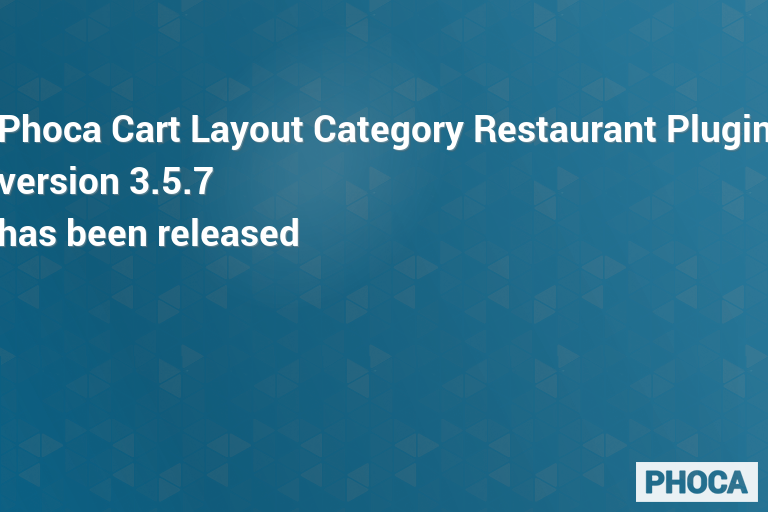 Phoca Cart Layout Category Restaurant Plugin
version 3.5.7
has been released
PHOCA